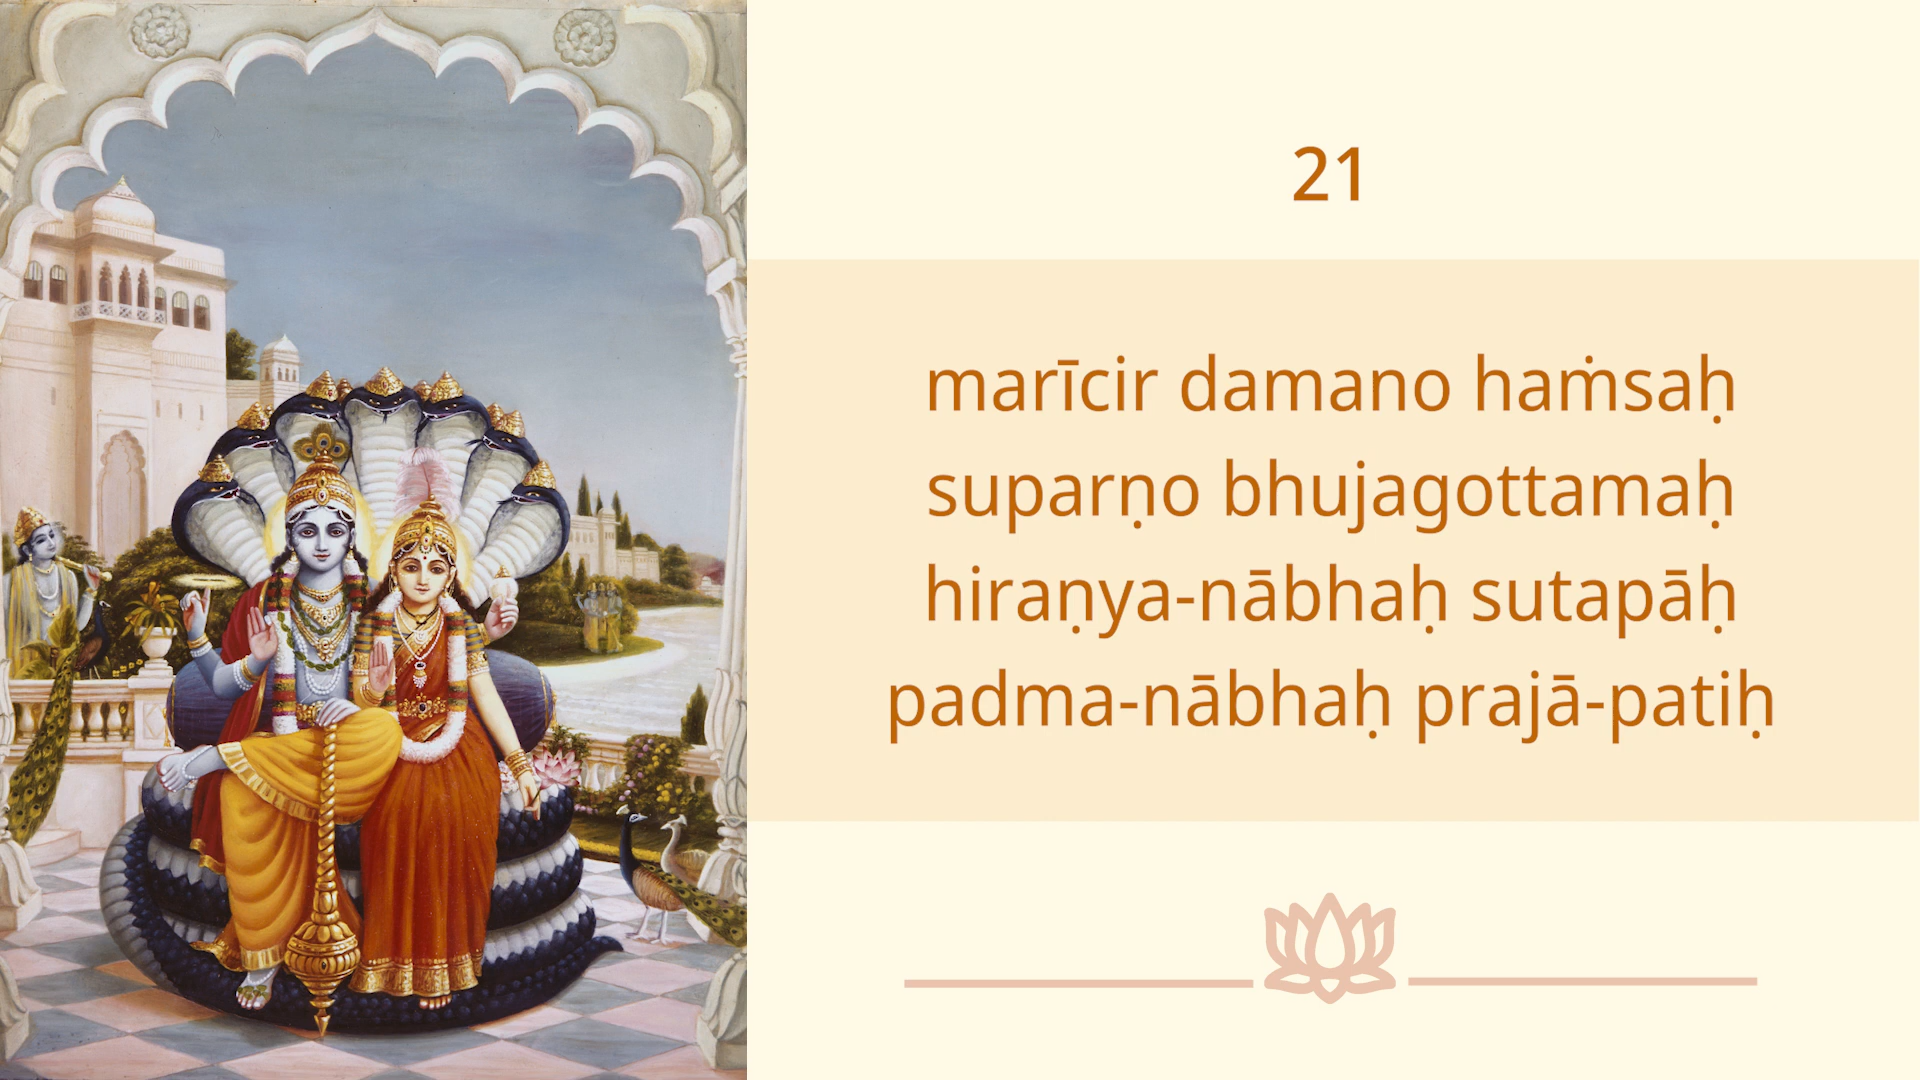 21
marīcir damano haṁsaḥ
suparṇo bhujagottamaḥ
hiraṇya-nābhaḥ sutapāḥ
padma-nābhaḥ prajā-patiḥ